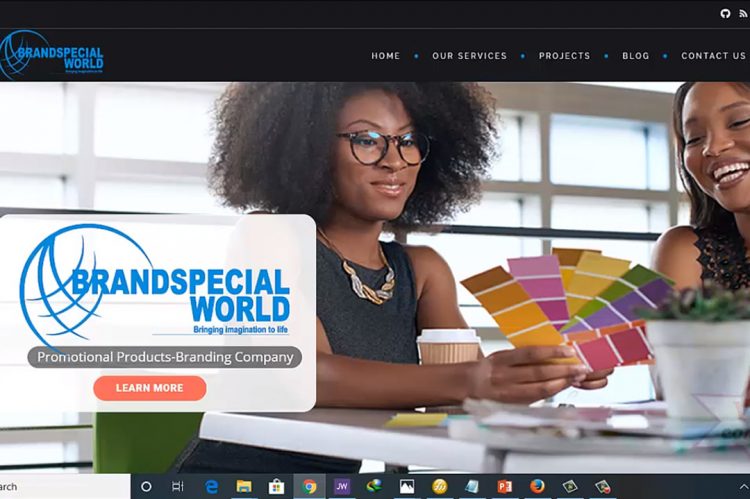 BRANDSPECIAL
WORLD
Bringing imagination to life
HOME
OUR SERVICES
PROJECTS
BLOG
CONTACT US
BRANDSPECIAL
WORLD
Bringing imagination to life
Promotional Products-Branding Company
LEARN MORE
arch
JW